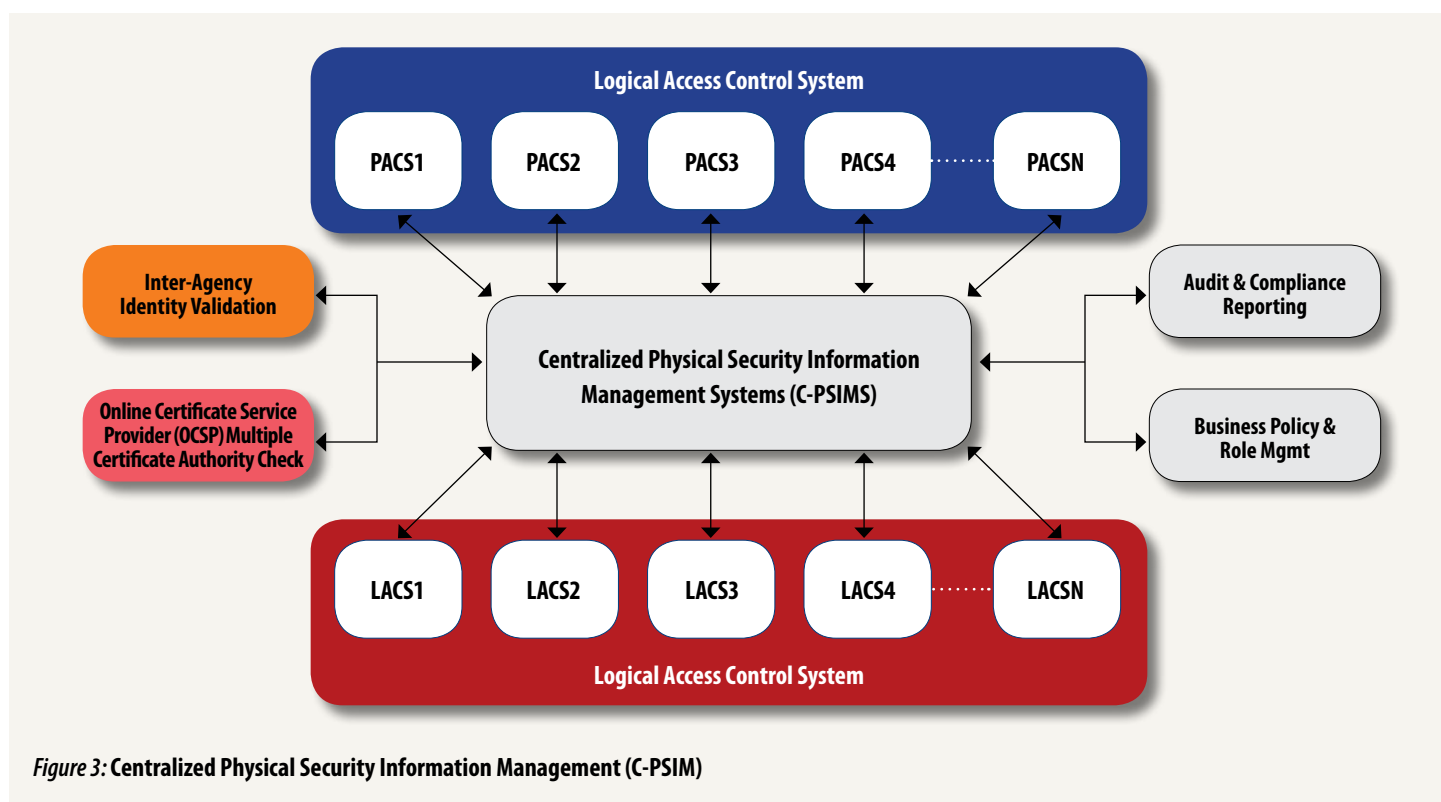 Logical Access Control System
PACS1
PACS2
PACS3
PACS4
PACSN
Inter-Agency
Identity Validation
Online Certificate Service
Provider (OCSP) Multiple
Certificate Authority Check
Centralized Physical Security Information
Management Systems (C-PSIMS)
Audit & Compliance
Reporting
Business Policy &
Role Mgmt
LACS1
LACS2
LACS3
LACS4
LACSN
Logical Access Control System
Figure 3: Centralized Physical Security Information Management (C-PSIM)